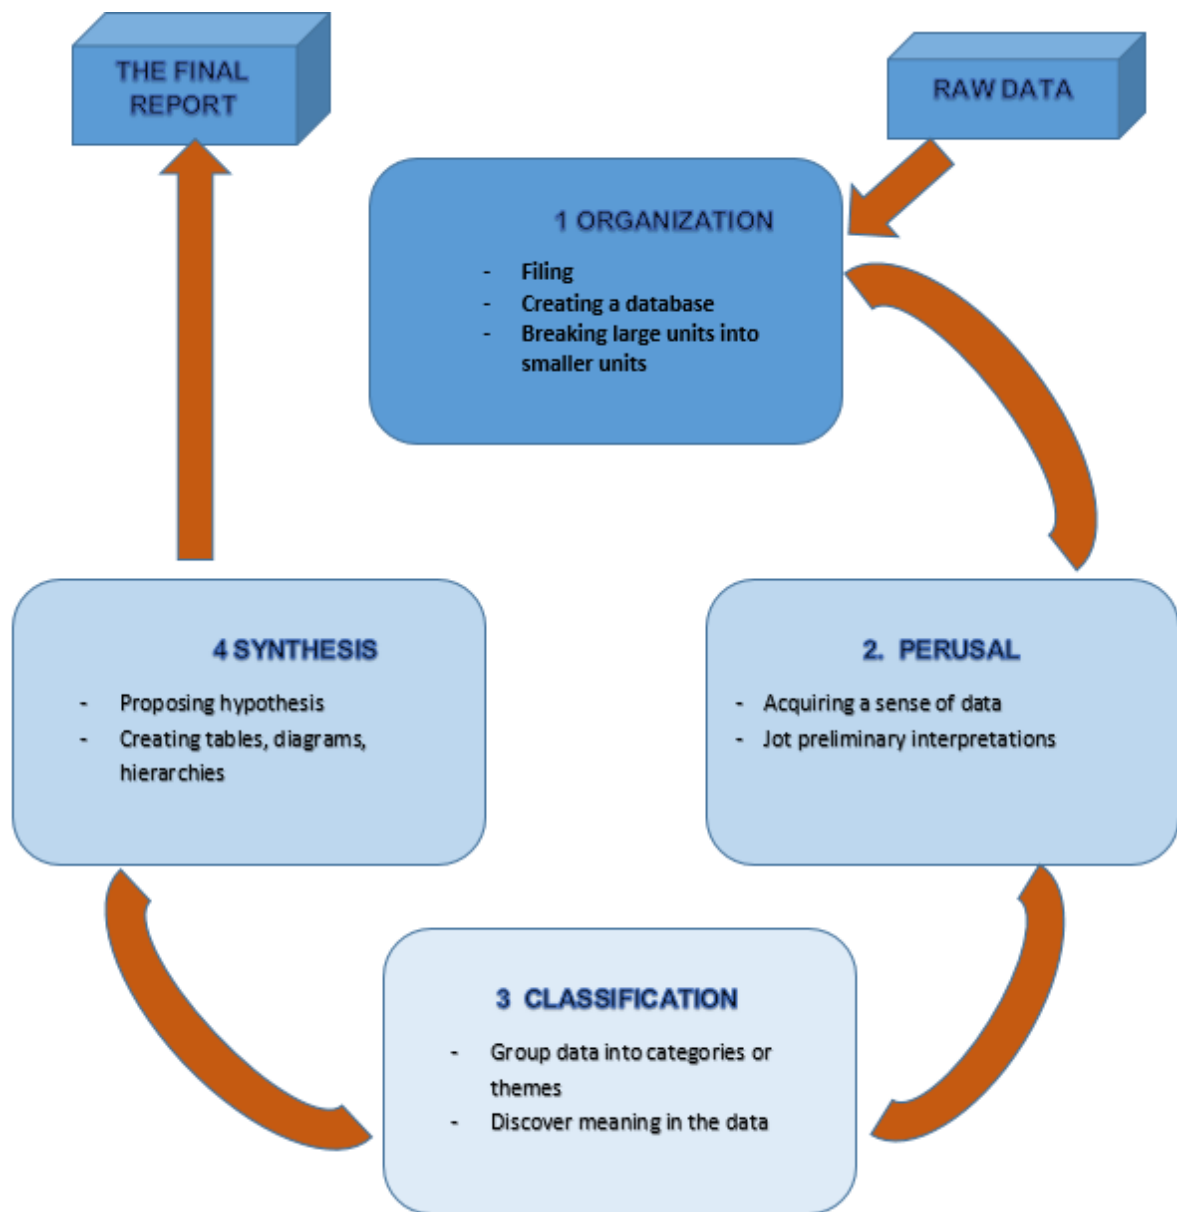 THE FINAL
REPORT
RAW DATA
1 ORGANIZATION
- Filing
- Creating a database
- Breaking large units into
smaller units
2. PERUSAL
- Acquiring a sense of data
- Jot preliminary interpretations
3 CLASSIFICATION
- Group data into categories or
themes
- Discover meaning in the data
4 SYNTHESIS
- Proposing hypothesis
- Creating tables, diagrams,
hierarchies